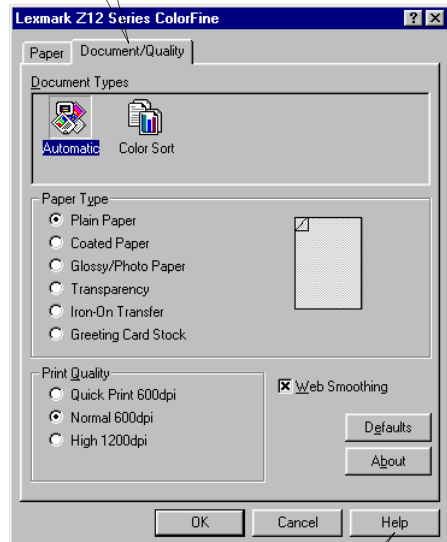 Lexmark Z12 Series ColorFine
Paper Document/Quality
Document Types
Automatic Color Sort
Paper Type
Plain Paper
Coated Paper
Glossy/Photo Paper
Transparency
Iron-On Transfer
Greeting Card Stock
Print Quality
Quick Print 600dpi
Normal 600dpi
High 1200dpi
Web Smoothing
Defaults
About
OK Cancel Help